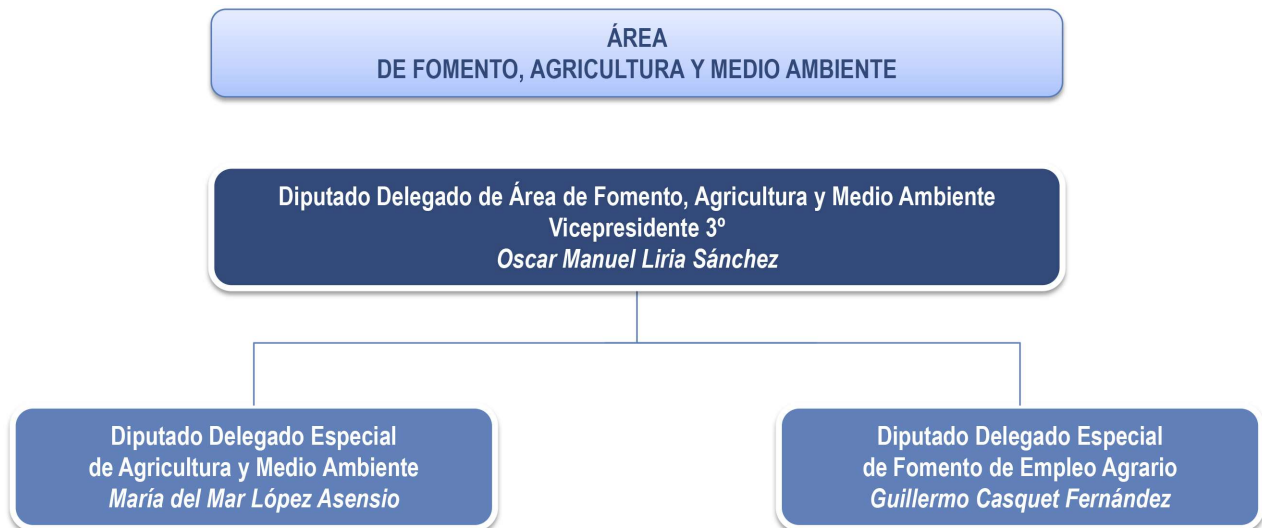 ÁREA
DE FOMENTO, AGRICULTURA Y MEDIO AMBIENTE
Diputado Delegado de Área de Fomento, Agricultura y Medio Ambiente
Vicepresidente 3º
Oscar Manuel Liria Sánchez
Diputado Delegado Especial
de Agricultura y Medio Ambiente
María del Mar López Asensio
Diputado Delegado Especial
de Fomento de Empleo Agrario
Guillermo Casquet Fernández